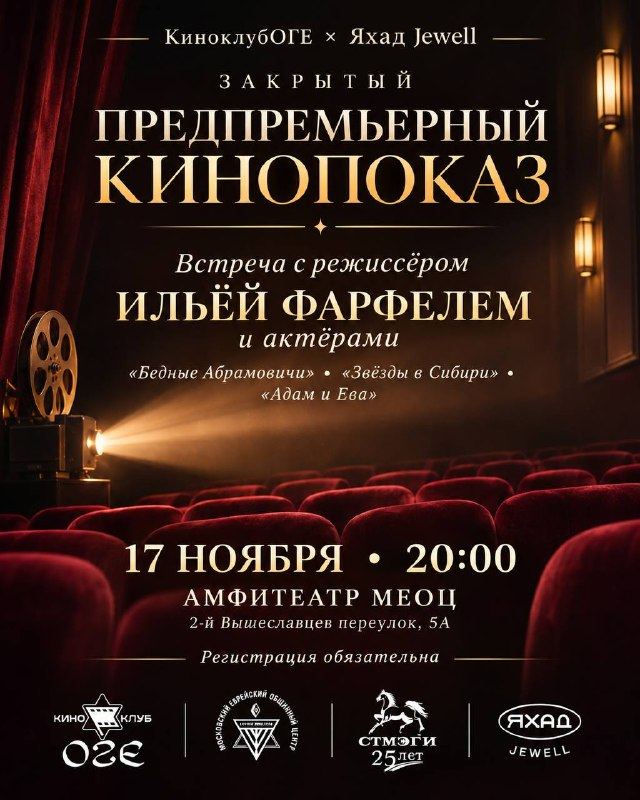 КиноклубОГЕ × Яхад Jewell
ЗАКРЫТЫЙ
ПРЕДПРЕМЬЕРНЫЙ
КИНОПОКАЗ
Встреча с режиссёром
ИЛЬЁЙ ФАРФЕЛЕМ
и актёрами
«Бедные Абрамовичи» • «Звёзды в Сибири» •
«Адам и Ева»
17 НОЯБРЯ • 20:00
АМФИТЕАТР МЕОЦ
2-й Вышеславцев переулок, 5А
Регистрация обязательна
КИНО КЛУБ
ОГЕ
МОСКОВСКИЙ ЕВРЕЙСКИЙ ОБЩИННЫЙ ЦЕНТР
СТМЭГИ
25 лет
ЯХАД
JEWELL